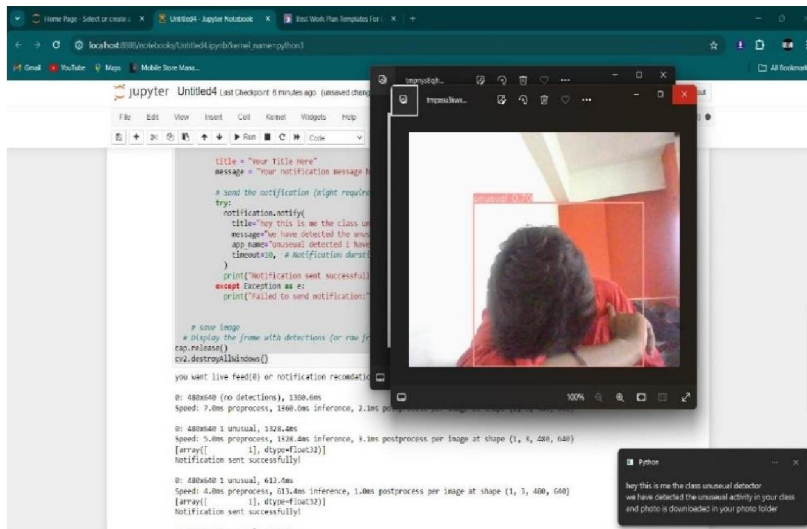 Home Page - Select or create a
Untitled4 - Jupyter Notebook
Best Work Plan Templates For
localhost:8888/notebooks/Untitled4.ipynb?kernel_name=python3
Gmail
YouTube
Maps
Mobile Store Mana...
All Bookmarks
jupyter Untitled4 Last Checkpoint: 6 minutes ago (unsaved chang
File Edit View Insert Cell Kernel Widgets Help
Run
Code
title = "Your Title Here"
message = "Your notification message h
# Send the notification (might require
try:
notification.notify(
title="hey this is me the class un
message="we have detected the unus
app_name="unuseual detected i have
timeout=10, # Notification durati
)
print("Notification sent successfull
except Exception as e:
print("Failed to send notification:"
# save image
# Display the frame with detections (or raw fr
cap.release()
cv2.destroyAllWindows()
you want live feed(0) or notification recomdatio
0: 480x640 (no detections), 1360.6ms
Speed: 7.0ms preprocess, 1360.6ms inference, 2.1ms postprocess per image at shape (1, 3, 480, 640)
0: 480x640 1 unusual, 1328.4ms
Speed: 5.0ms preprocess, 1328.4ms inference, 3.1ms postprocess per image at shape (1, 3, 480, 640)
[array([ 1], dtype=float32)]
Notification sent successfully!
0: 480x640 1 unusual, 613.4ms
Speed: 4.0ms preprocess, 613.4ms inference, 1.0ms postprocess per image at shape (1, 3, 480, 640)
[array([ 1], dtype=float32)]
Notification sent successfully!
unusual 0.70
100%
Python
hey this is me the class unuseual detector
we have detected the unuseual activity in your class
and photo is downloaded in your photo folder